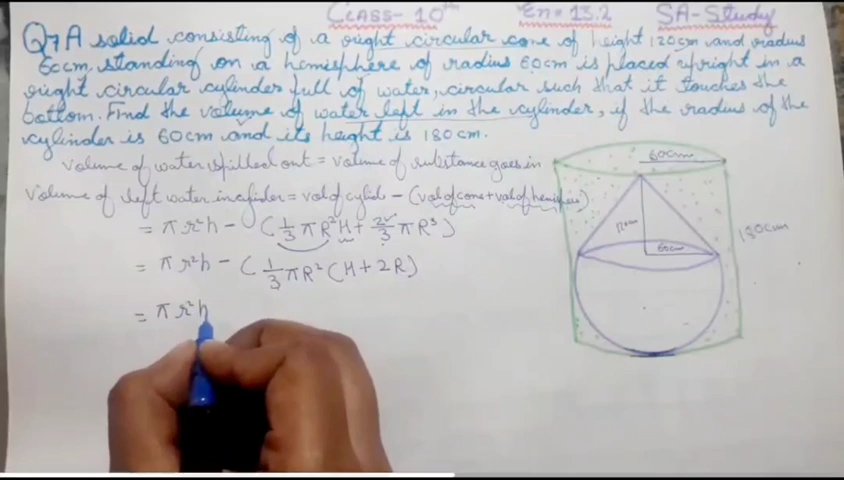 Class-10th Ex=13.2 SA-Study
Q7 A solid consisting of a right circular cone of height 120cm and radius
60cm standing on a hemisphere of radius 60cm is placed upright in a
right circular cylinder full of water, circular such that it touches the
bottom. Find the volume of water left in the cylinder, if the radius of the
cylinder is 60cm and its height is 180cm.
volume of water spilled out = volume of substance goes in
volume of left water in = vol of cylid - (vol of cone + vol of hemisphere)
= πr²h - (1/3 πR²H + 2/3 πR³)
= πr²h - (1/3 πR² (H + 2R)
= πr²h
60cm
120cm
60cm
180cm